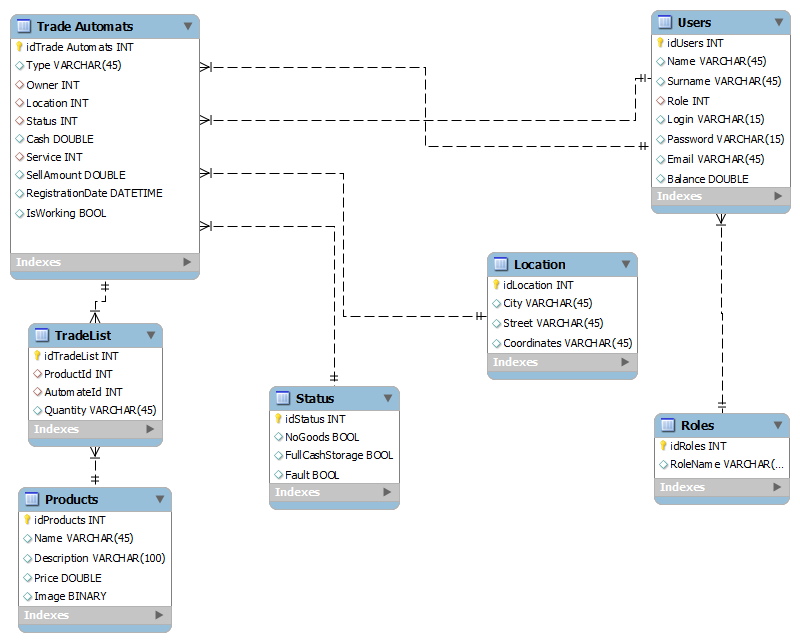 Trade Automats
idTrade Automats INT
Type VARCHAR(45)
Owner INT
Location INT
Status INT
Cash DOUBLE
Service INT
SellAmount DOUBLE
RegistrationDate DATETIME
IsWorking BOOL
Indexes
Users
idUsers INT
Name VARCHAR(45)
Surname VARCHAR(45)
Role INT
Login VARCHAR(15)
Password VARCHAR(15)
Email VARCHAR(45)
Balance DOUBLE
Indexes
Location
idLocation INT
City VARCHAR(45)
Street VARCHAR(45)
Coordinates VARCHAR(45)
Indexes
TradeList
idTradeList INT
ProductId INT
AutomateId INT
Quantity VARCHAR(45)
Indexes
Status
idStatus INT
NoGoods BOOL
FullCashStorage BOOL
Fault BOOL
Indexes
Roles
idRoles INT
RoleName VARCHAR(...
Indexes
Products
idProducts INT
Name VARCHAR(45)
Description VARCHAR(100)
Price DOUBLE
Image BINARY
Indexes